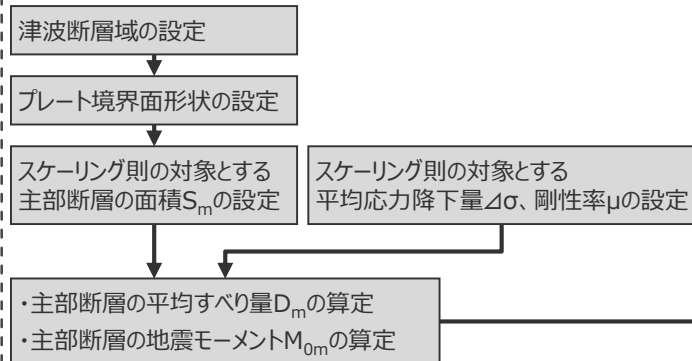 津波断層域の設定
プレート境界面形状の設定
スケーリング則の対象とする
主部断層の面積Smの設定
スケーリング則の対象とする
平均応力降下量⊿σ、剛性率μの設定
・主部断層の平均すべり量Dmの算定
・主部断層の地震モーメントM0mの算定